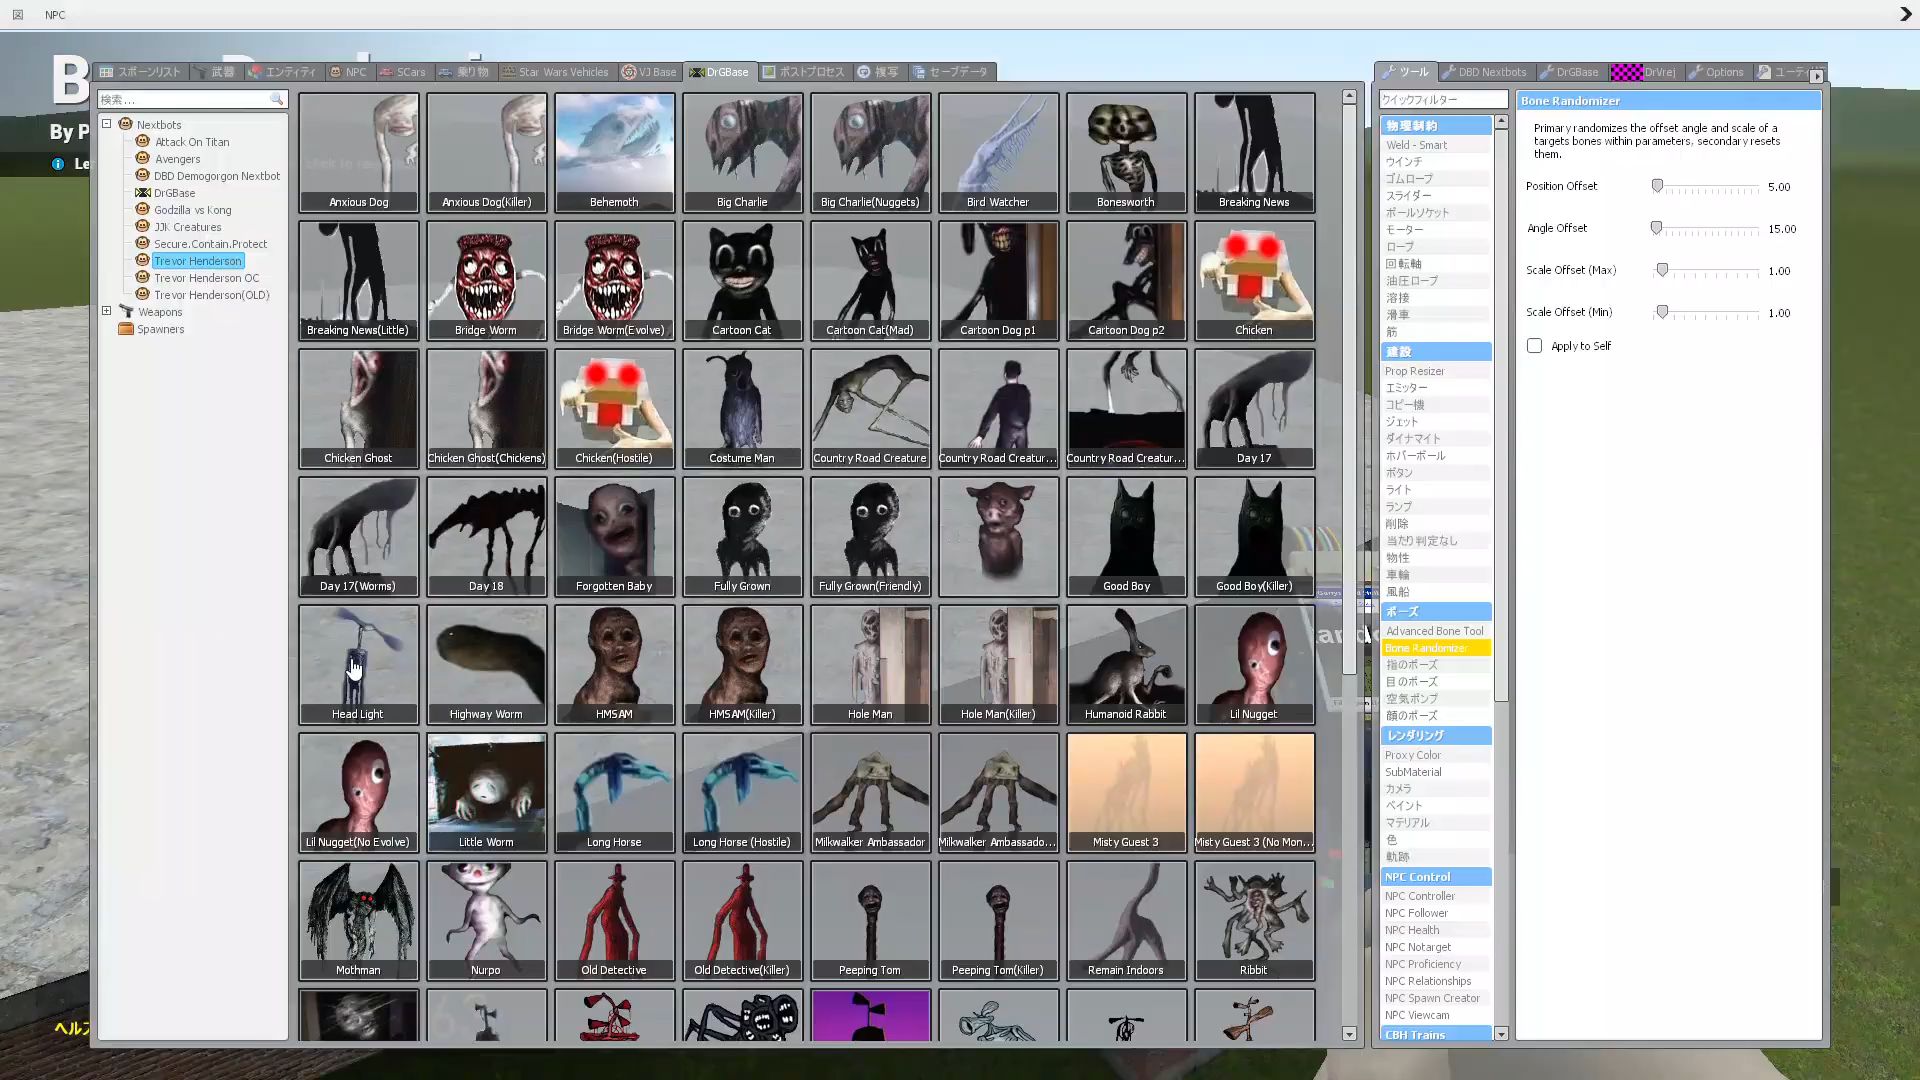 図 NPC
B
By P
Le
ヘルス
スポーンリスト 武器 エンティティ NPC SCars 乗り物 Star Wars Vehicles VJ Base DrGBase ポストプロセス 複写 セーブデータ
検索...
Nextbots
Attack On Titan
Avengers
DBD Demogorgon Nextbot
DrGBase
Godzilla vs Kong
JJK Creatures
Secure.Contain.Protect
Trevor Henderson
Trevor Henderson OC
Trevor Henderson(OLD)
Weapons
Spawners
Anxious Dog Anxious Dog(Killer) Behemoth Big Charlie Big Charlie(Nuggets) Bird Watcher Bonesworth Breaking News
Breaking News(Little) Bridge Worm Bridge Worm(Evolve) Cartoon Cat Cartoon Cat(Mad) Cartoon Dog p1 Cartoon Dog p2 Chicken
Chicken Ghost Chicken Ghost(Chickens) Chicken(Hostile) Costume Man Country Road Creature Country Road Creatur... Country Road Creatur... Day 17
Day 17(Worms) Day 18 Forgotten Baby Fully Grown Fully Grown(Friendly) Good Boy Good Boy(Killer)
Head Light Highway Worm HMSAM HMSAM(Killer) Hole Man Hole Man(Killer) Humanoid Rabbit Lil Nugget
Lil Nugget(No Evolve) Little Worm Long Horse Long Horse (Hostile) Milkwalker Ambassador Milkwalker Ambassado... Misty Guest 3 Misty Guest 3 (No Mon...
Mothman Nurpo Old Detective Old Detective(Killer) Peeping Tom Peeping Tom(Killer) Remain Indoors Ribbit
ツール DBD Nextbots DrGBase DrVrej Options
クイックフィルター
物理制約
Weld - Smart
ウインチ
ゴムロープ
スライダー
ボールソケット
モーター
ロープ
回転軸
油圧ロープ
溶接
滑車
筋
建設
Prop Resizer
エミッター
コピー機
ジェット
ダイナマイト
ホバーボール
ボタン
ライト
ランプ
削除
当たり判定なし
物性
車輪
風船
ポーズ
Advanced Bone Tool
Bone Randomizer
指のポーズ
目のポーズ
空気ポンプ
顔のポーズ
レンダリング
Proxy Color
SubMaterial
カメラ
ペイント
マテリアル
色
軌跡
NPC Control
NPC Controller
NPC Follower
NPC Health
NPC Notarget
NPC Proficiency
NPC Relationships
NPC Spawn Creator
NPC Viewcam
CBH Trains
Bone Randomizer
Primary randomizes the offset angle and scale of a
targets bones within parameters, secondary resets
them.
Position Offset 5.00
Angle Offset 15.00
Scale Offset (Max) 1.00
Scale Offset (Min) 1.00
Apply to Self